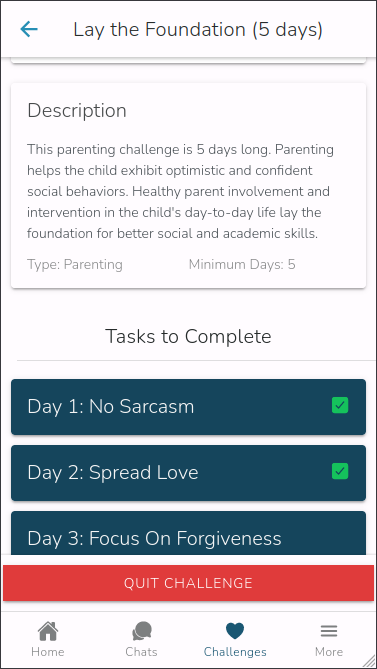 Lay the Foundation (5 days)
Description
This parenting challenge is 5 days long. Parenting
helps the child exhibit optimistic and confident
social behaviors. Healthy parent involvement and
intervention in the child's day-to-day life lay the
foundation for better social and academic skills.
Type: Parenting Minimum Days: 5
Tasks to Complete
Day 1: No Sarcasm
Day 2: Spread Love
Day 3: Focus On Forgiveness
QUIT CHALLENGE
Home Chats Challenges More